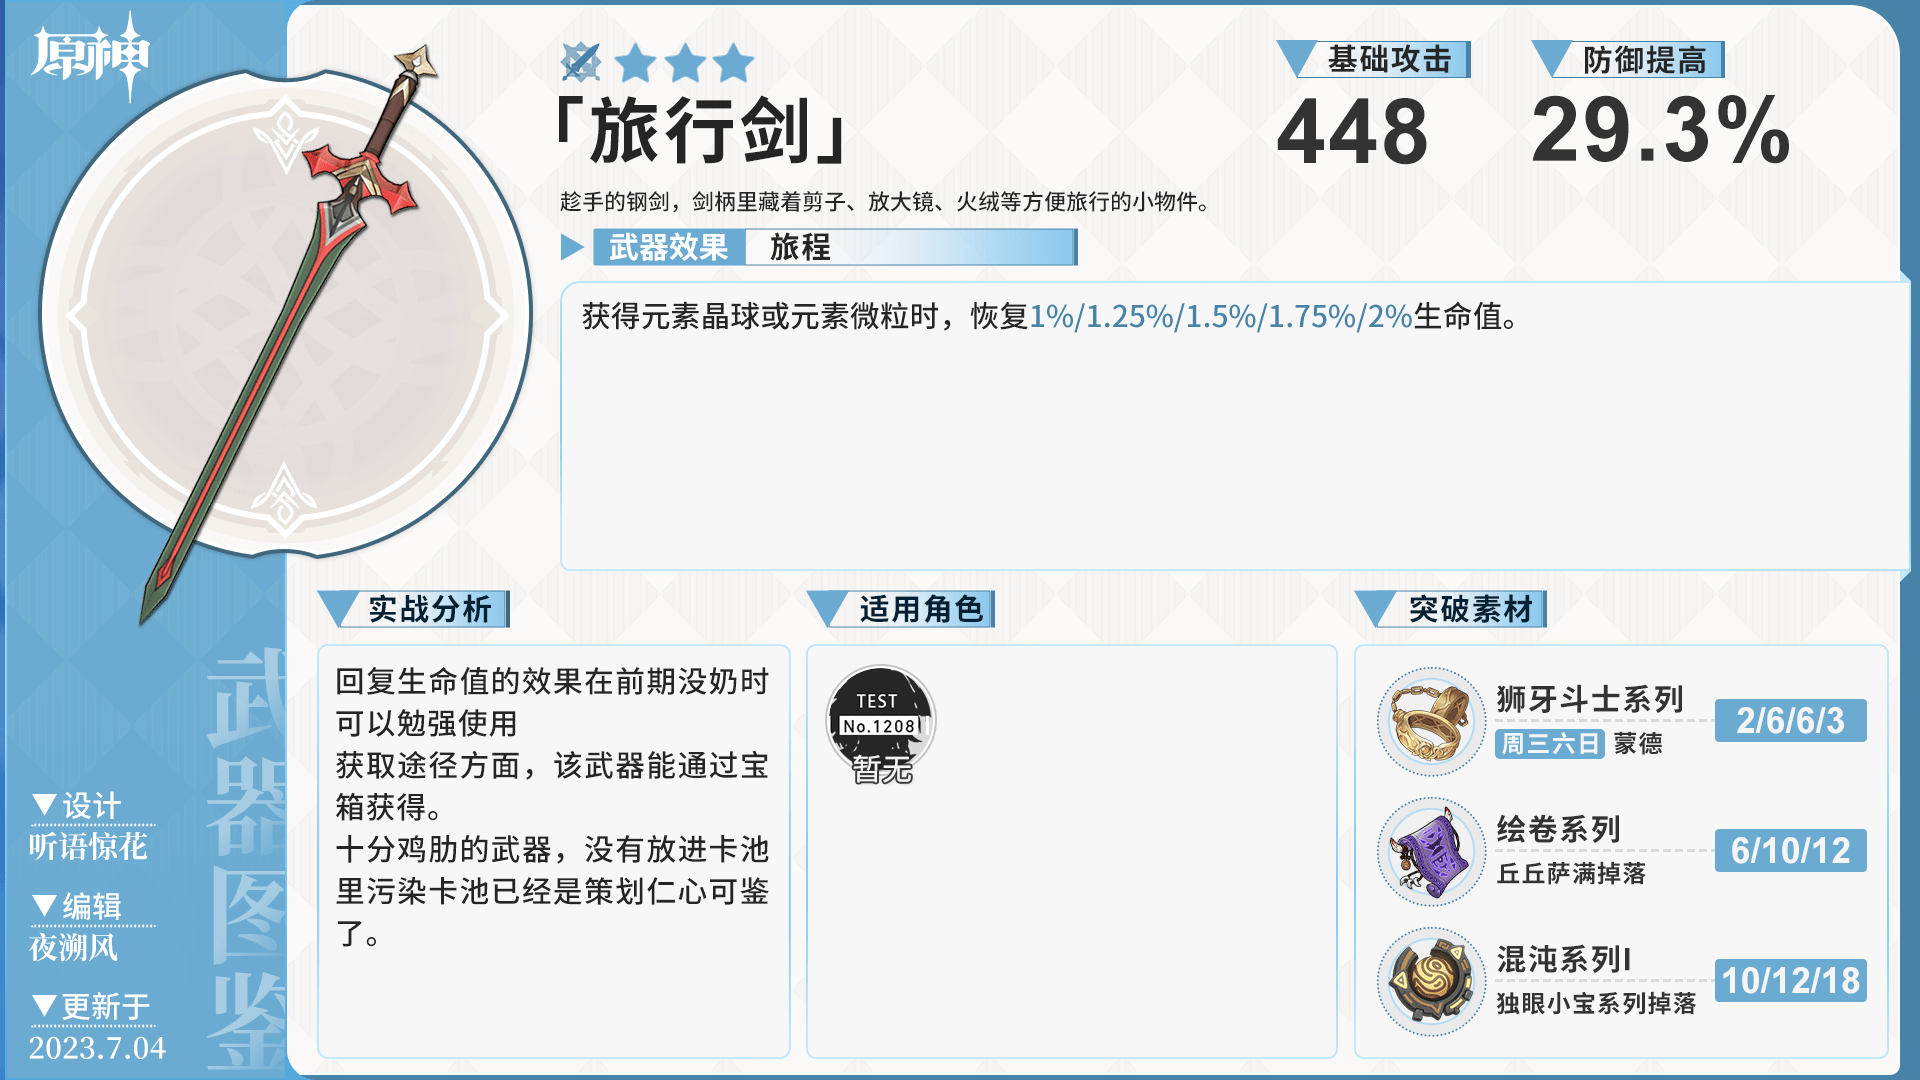 原神
「旅行剑」
基础攻击
448
防御提高
29.3%
趁手的钢剑，剑柄里藏着剪子、放大镜、火绒等方便旅行的小物件。
武器效果 旅程
获得元素晶球或元素微粒时，恢复1%/1.25%/1.5%/1.75%/2%生命值。
实战分析
回复生命值的效果在前期没奶时
可以勉强使用
获取途径方面，该武器能通过宝
箱获得。
十分鸡肋的武器，没有放进卡池
里污染卡池已经是策划仁心可鉴
了。
适用角色
TEST
No.1208
暂无
突破素材
狮牙斗士系列
周三六日 蒙德
2/6/6/3
绘卷系列
丘丘萨满掉落
6/10/12
混沌系列I
独眼小宝系列掉落
10/12/18
武器图鉴
▼设计
听语惊花
▼编辑
夜溯风
▼更新于
2023.7.04